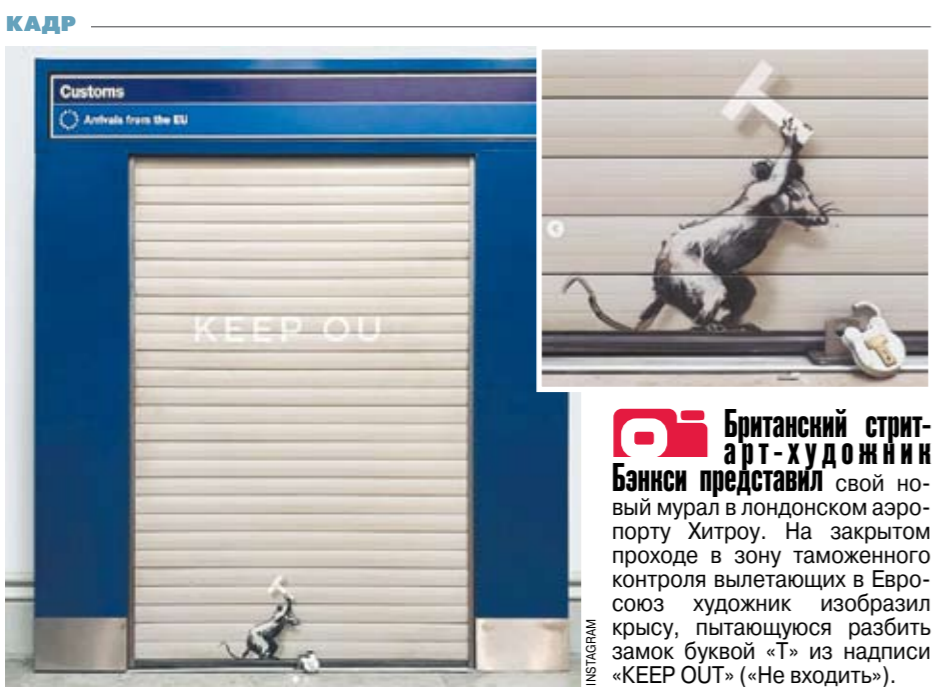 КАДР
Customs
Arrivals from the EU
KEEP OU
T
INSTAGRAM
Британский стрит-
арт-художник
Бэнкси представил свой но-
вый мурал в лондонском аэро-
порту Хитроу. На закрытом
проходе в зону таможенного
контроля вылетающих в Евро-
союз художник изобразил
крысу, пытающуюся разбить
замок буквой «Т» из надписи
«KEEP OUT» («Не входить»).